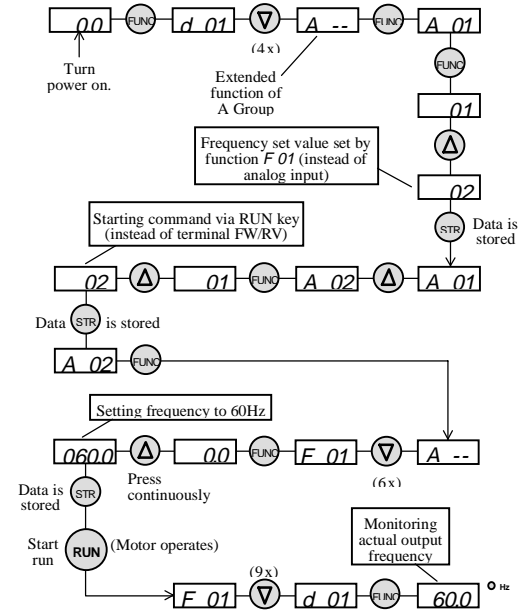 00 FUNC d 01 ∇ A -- FUNC A 01
(4x)
Turn
power on.
Extended
function of
A Group
FUNC
01
Frequency set value set by
function F 01 (instead of
analog input)
Δ
02
STR Data is
stored
Starting command via RUN key
(instead of terminal FW/RV)
02 Δ 01 FUNC A 02 Δ A 01
Data STR is stored
A 02 FUNC
Setting frequency to 60Hz
060.0 Δ 0.0 FUNC F 01 ∇ A --
(6x)
Data is
stored
STR
Press
continuously
Start
run
RUN (Motor operates)
Monitoring
actual output
frequency
(9x)
F 01 ∇ d 01 FUNC 60.0 Hz